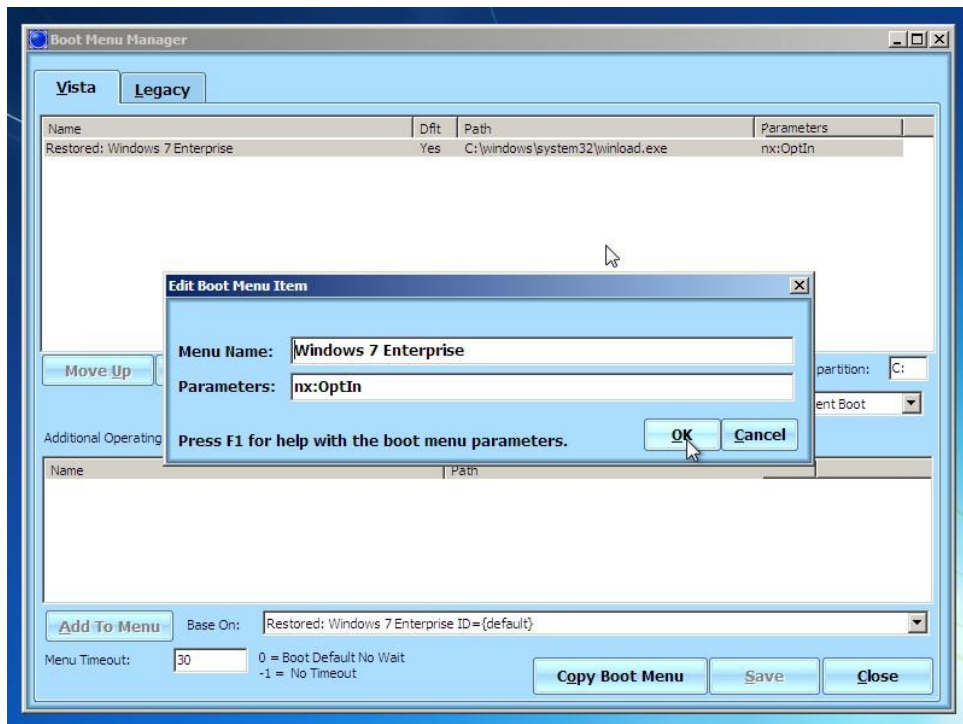 Boot Menu Manager
Vista Legacy
Name Dflt Path Parameters
Restored: Windows 7 Enterprise Yes C:\windows\system32\winload.exe nx:OptIn
Edit Boot Menu Item
Menu Name: Windows 7 Enterprise
Move Up partition: C:
Parameters: nx:OptIn
ent Boot
Additional Operating
Press F1 for help with the boot menu parameters. OK Cancel
Name Path
Add To Menu Base On: Restored: Windows 7 Enterprise ID={default}
Menu Timeout: 30 0 = Boot Default No Wait
-1 = No Timeout
Copy Boot Menu Save Close